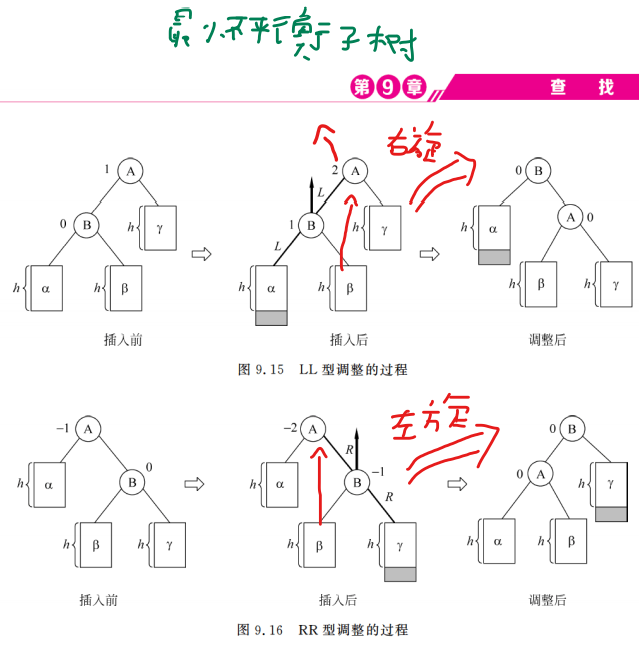 最小不平衡子树
第9章 查 找
1 A
0 B
h γ
h α
h β
插入前
2 A
L
1 B
L
h γ
h α
h β
插入后
右旋
0 B
h α
A 0
h β
h γ
调整后
图 9.15 LL 型调整的过程
-1 A
h α
B 0
h β
h γ
插入前
-2 A
R
h α
B -1
R
h β
h γ
插入后
左旋
0 B
0 A
h γ
h α
h β
调整后
图 9.16 RR 型调整的过程